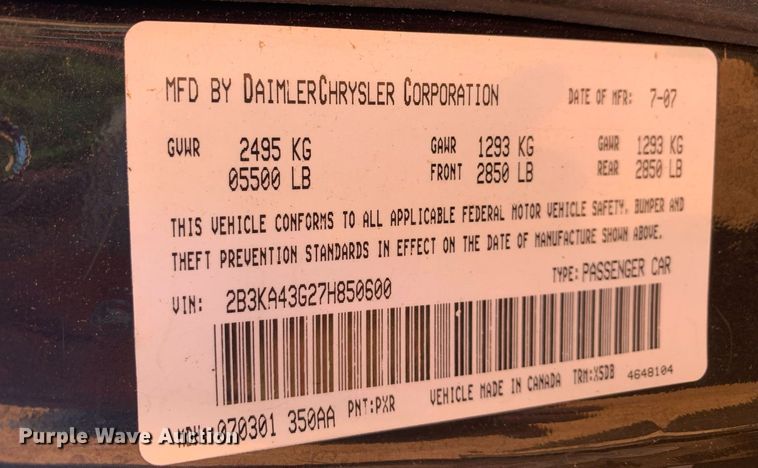 MFD BY DAIMLERCHRYSLER CORPORATION DATE OF MFR: 7-07
GVWR 2495 KG GAWR 1293 KG GAWR 1293 KG
05500 LB FRONT 2850 LB REAR 2850 LB
THIS VEHICLE CONFORMS TO ALL APPLICABLE FEDERAL MOTOR VEHICLE SAFETY, BUMPER AND
THEFT PREVENTION STANDARDS IN EFFECT ON THE DATE OF MANUFACTURE SHOWN ABOVE.
VIN: 2B3KA43G27H850600 TYPE: PASSENGER CAR
MDH: 070301 350AA PNT:PXR VEHICLE MADE IN CANADA TRM:X5DB 4648104
Purple Wave Auction